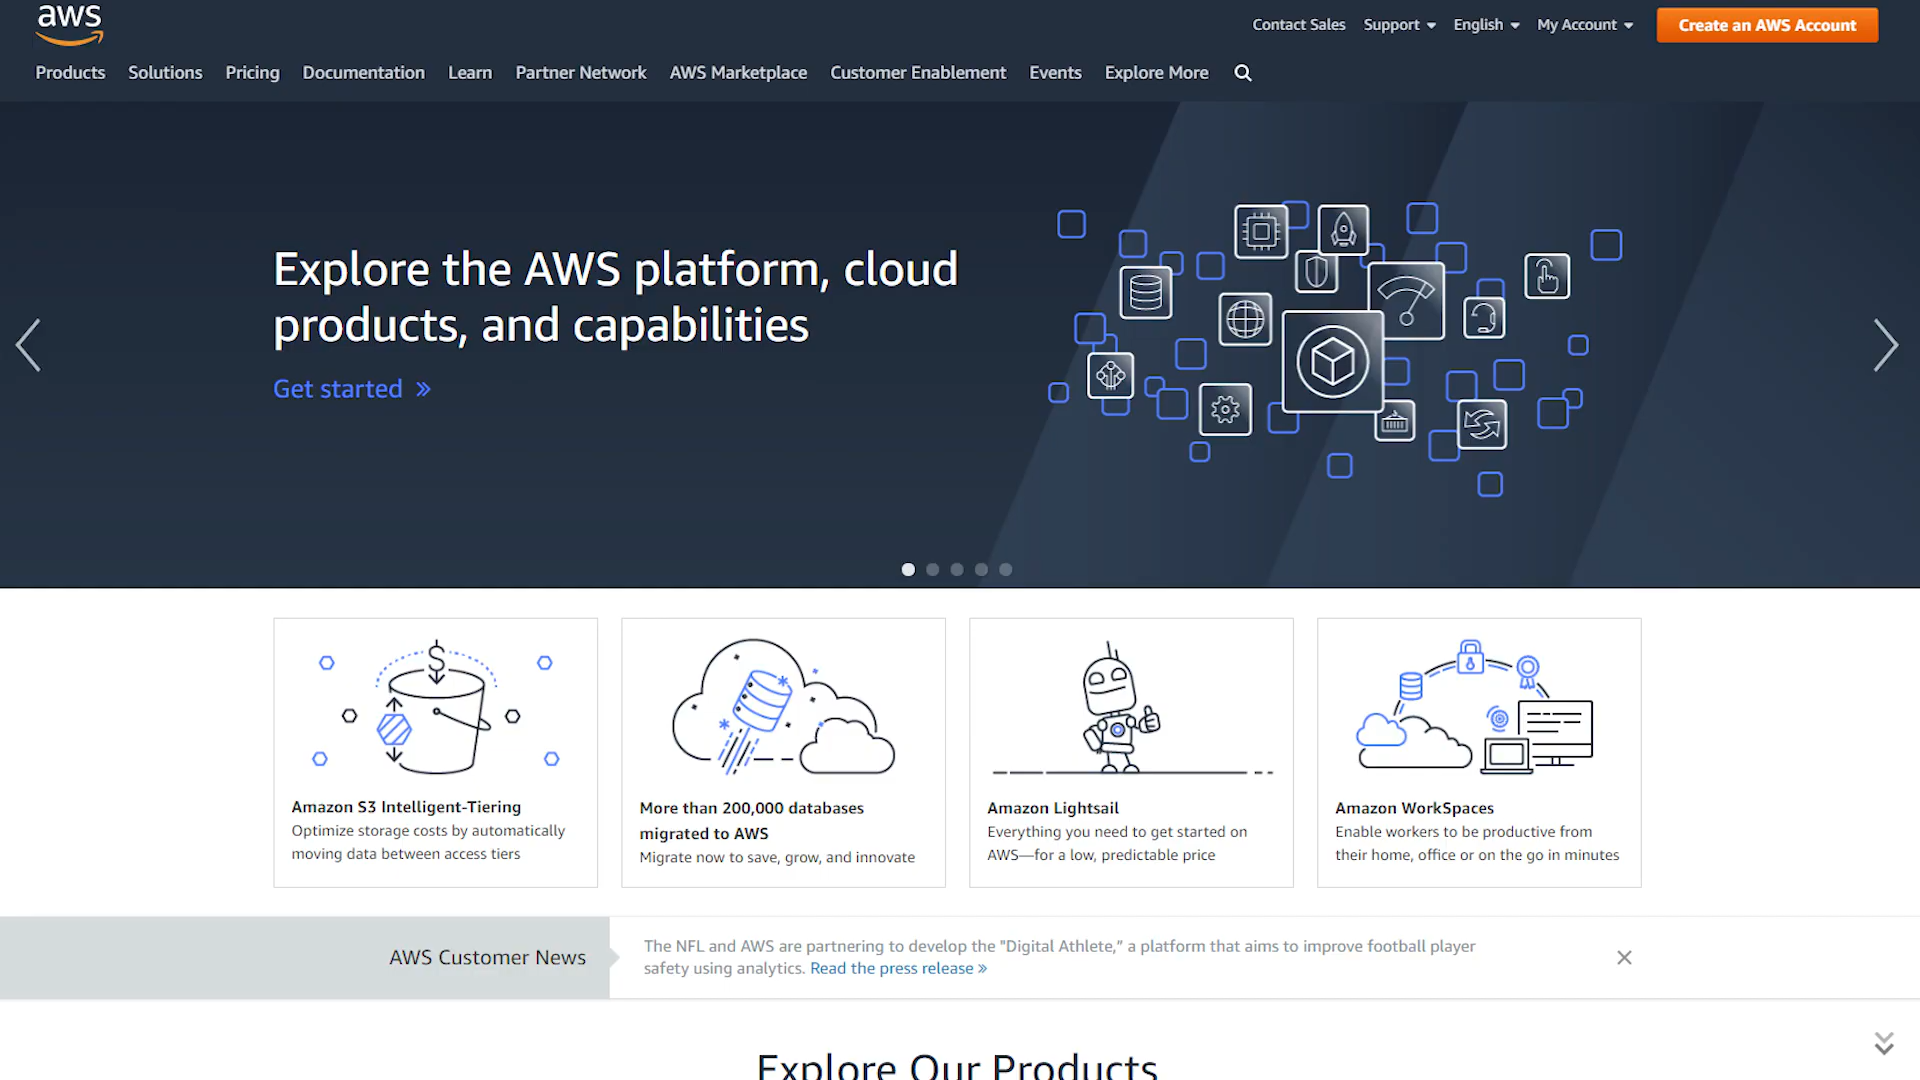 aws
Contact Sales Support English My Account Create an AWS Account
Products Solutions Pricing Documentation Learn Partner Network AWS Marketplace Customer Enablement Events Explore More
Explore the AWS platform, cloud
products, and capabilities
Get started »
Amazon S3 Intelligent-Tiering
Optimize storage costs by automatically
moving data between access tiers
More than 200,000 databases
migrated to AWS
Migrate now to save, grow, and innovate
Amazon Lightsail
Everything you need to get started on
AWS—for a low, predictable price
Amazon WorkSpaces
Enable workers to be productive from
their home, office or on the go in minutes
AWS Customer News
The NFL and AWS are partnering to develop the "Digital Athlete,” a platform that aims to improve football player
safety using analytics. Read the press release »
Explore Our Products